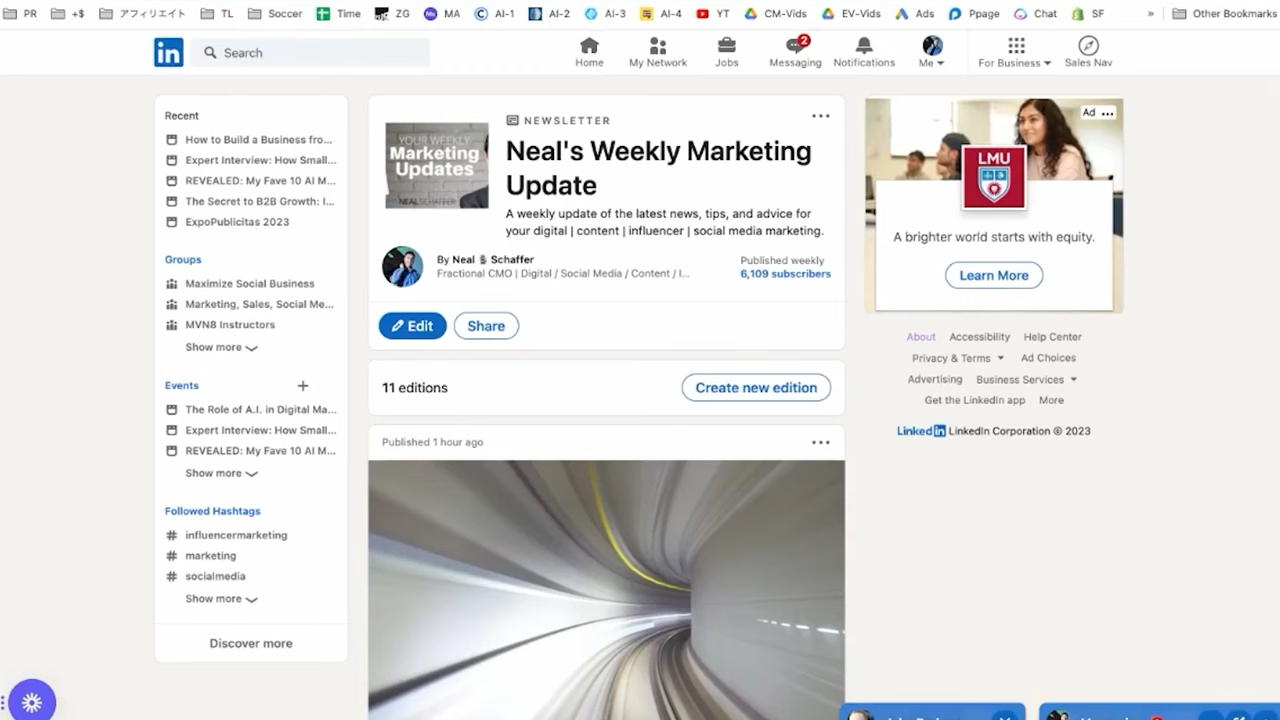 PR +$ アフィリエイト TL Soccer Time ZG MA AI-1 AI-2 AI-3 AI-4 YT CM-Vids EV-Vids Ads Ppage Chat SF » Other Bookmarks
in Search Home My Network Jobs 2 Messaging Notifications Me For Business Sales Nav
Recent
How to Build a Business fro...
Expert Interview: How Small...
REVEALED: My Fave 10 AI M...
The Secret to B2B Growth: I...
ExpoPublicitas 2023
Groups
Maximize Social Business
Marketing, Sales, Social Me...
MVN8 Instructors
Show more
Events +
The Role of A.I. in Digital Ma...
Expert Interview: How Small...
REVEALED: My Fave 10 AI M...
Show more
Followed Hashtags
# influencermarketing
# marketing
# socialmedia
Show more
Discover more
YOUR WEEKLY
Marketing
Updates
NEALSCHAFFER
NEWSLETTER
Neal's Weekly Marketing
Update
A weekly update of the latest news, tips, and advice for
your digital | content | influencer | social media marketing.
By Neal Schaffer
Fractional CMO | Digital / Social Media / Content / I...
Published weekly
6,109 subscribers
Edit Share
11 editions Create new edition
Published 1 hour ago
Ad
LMU
A brighter world starts with equity.
Learn More
About Accessibility Help Center
Privacy & Terms Ad Choices
Advertising Business Services
Get the LinkedIn app More
Linkedin LinkedIn Corporation © 2023